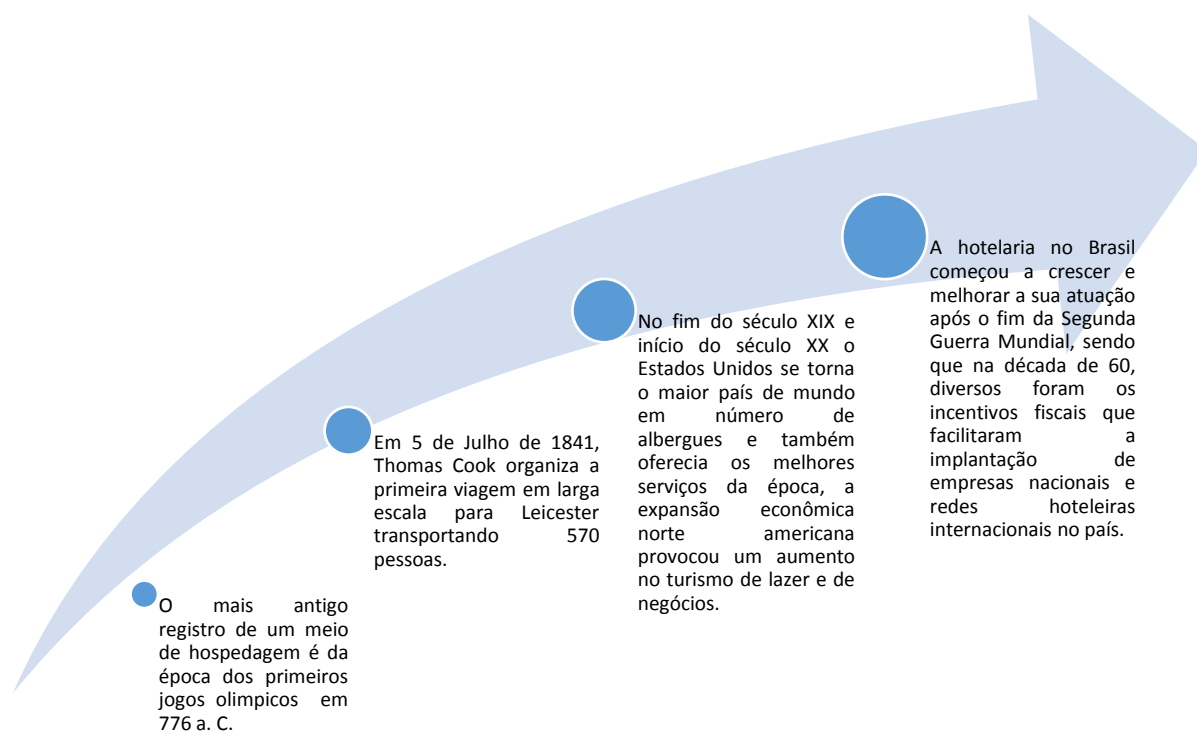 O mais antigo
registro de um meio
de hospedagem é da
época dos primeiros
jogos olimpicos em
776 a. C.
Em 5 de Julho de 1841,
Thomas Cook organiza a
primeira viagem em larga
escala para Leicester
transportando 570
pessoas.
No fim do século XIX e
início do século XX o
Estados Unidos se torna
o maior país de mundo
em número de
albergues e também
oferecia os melhores
serviços da época, a
expansão econômica
norte americana
provocou um aumento
no turismo de lazer e de
negócios.
A hotelaria no Brasil
começou a crescer e
melhorar a sua atuação
após o fim da Segunda
Guerra Mundial, sendo
que na década de 60,
diversos foram os
incentivos fiscais que
facilitaram a
implantação de
empresas nacionais e
redes hoteleiras
internacionais no país.